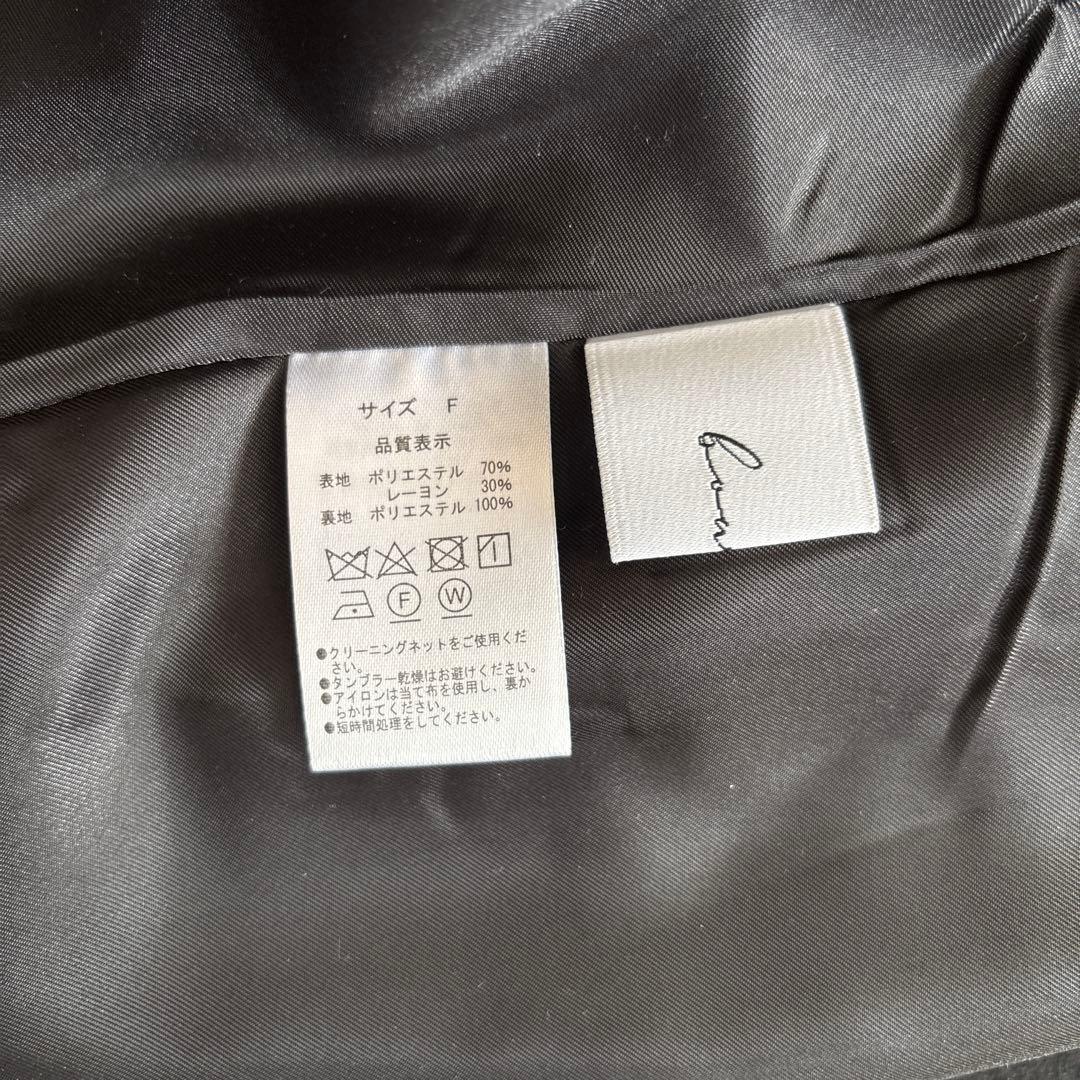 サイズ F
品質表示
表地 ポリエステル 70%
レーヨン 30%
裏地 ポリエステル 100%
F W
●クリーニングネットをご使用くだ
さい。
●タンブラー乾燥はお避けください。
●アイロンは当て布を使用し、裏か
らかけてください。
●短時間処理をしてください。